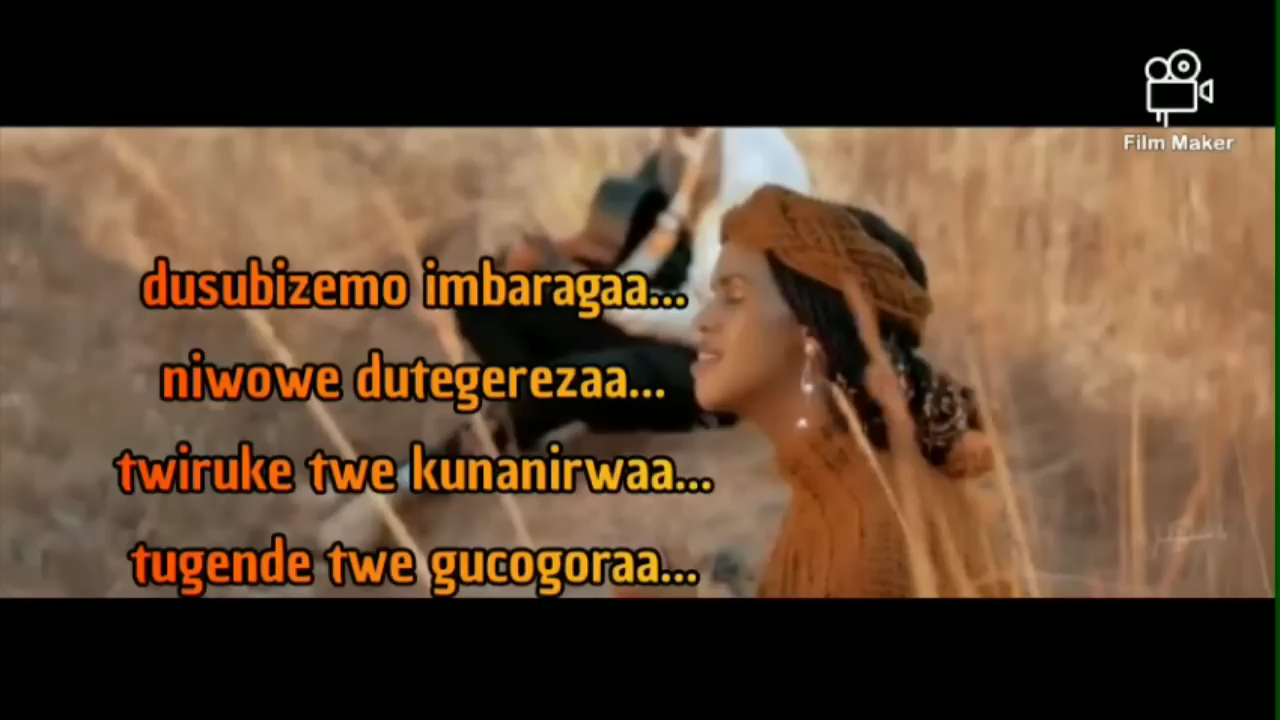 Film Maker
dusubizemo imbaragaa...
niwowe dutegerezaa...
twiruke twe kunanirwaa...
tugende twe gucogoraa...